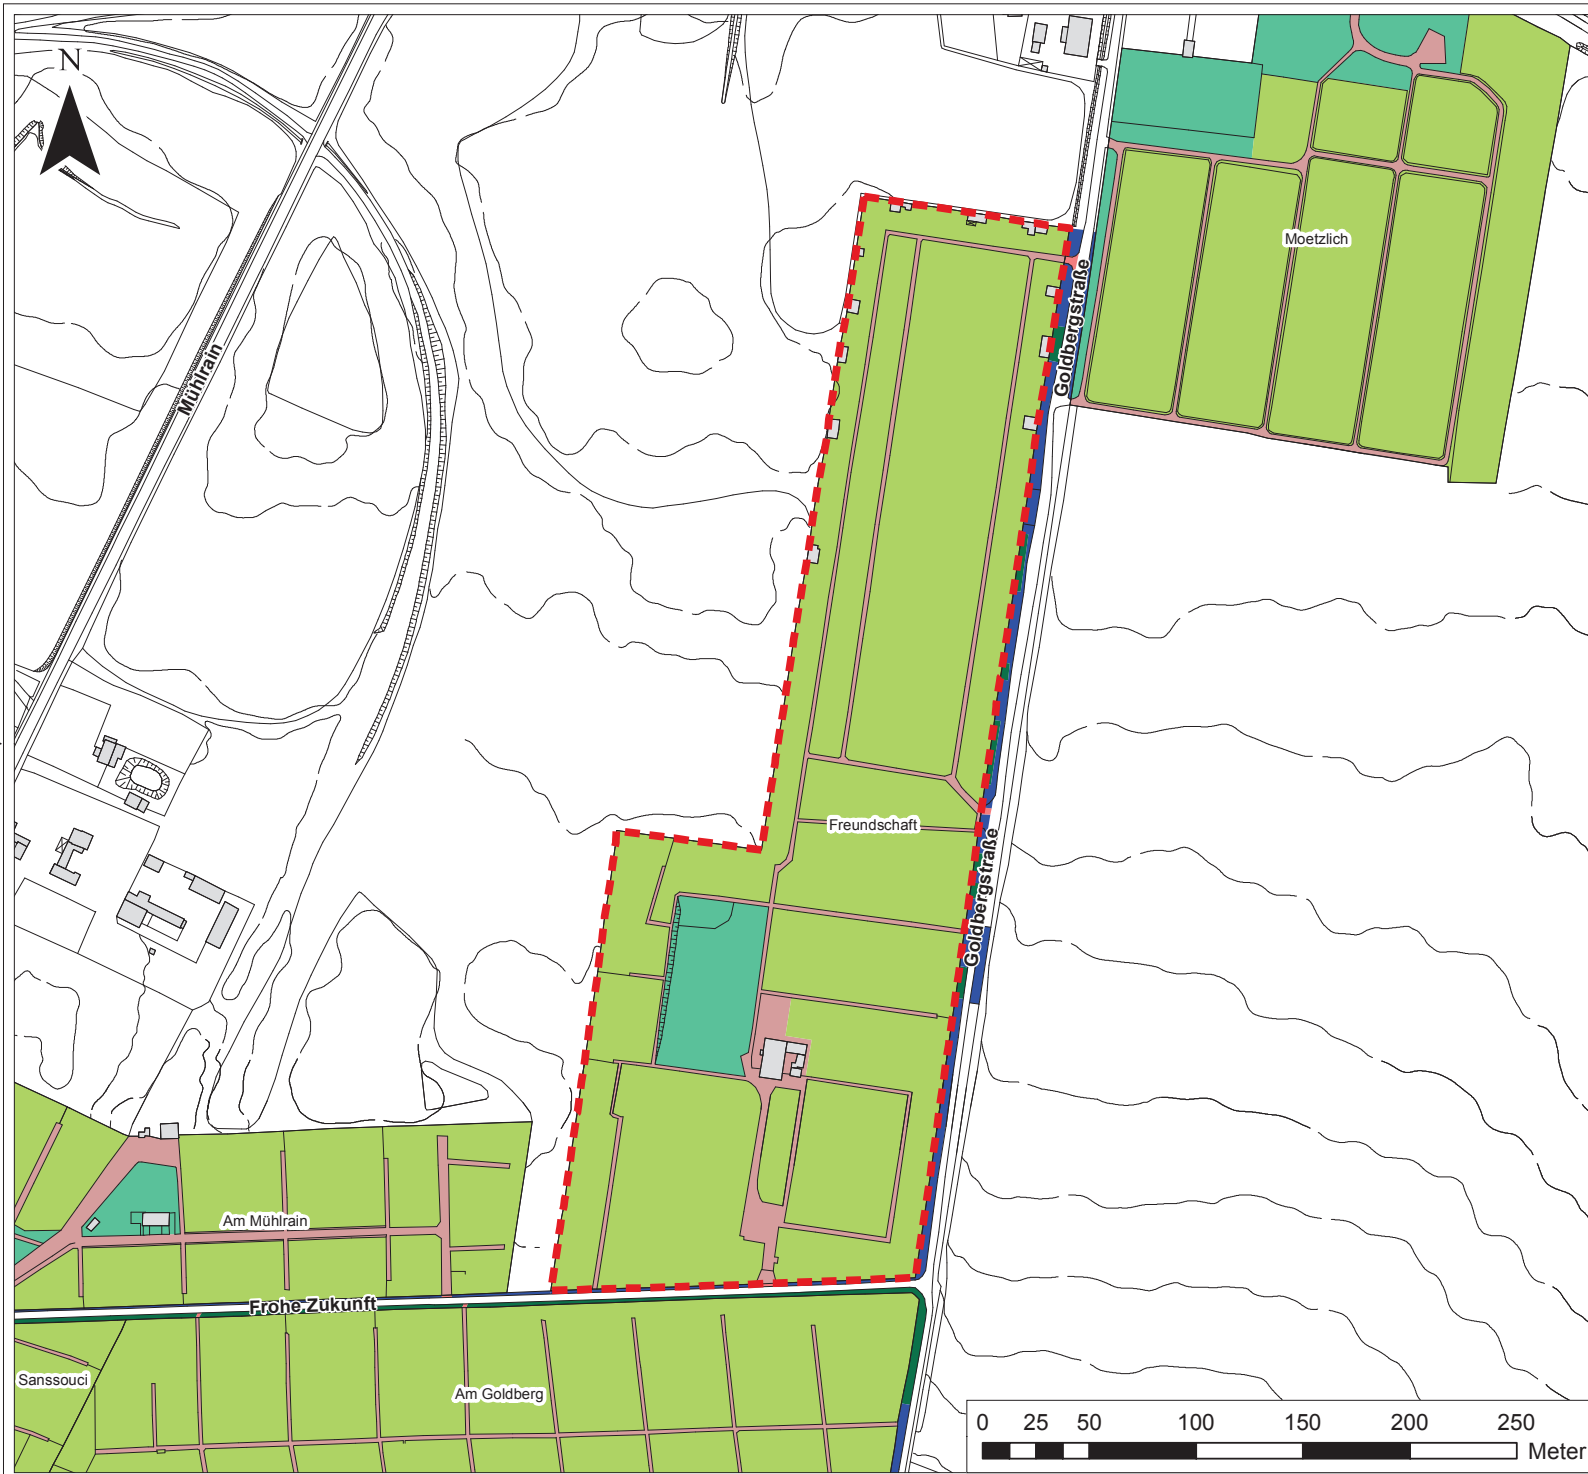 N
Moetzlich
Goldbergstraße
Mühlrain
Freundschaft
Goldbergstraße
Am Mühlrain
Frohe Zukunft
Sanssouci
Am Goldberg
0 25 50 100 150 200 250
Meter